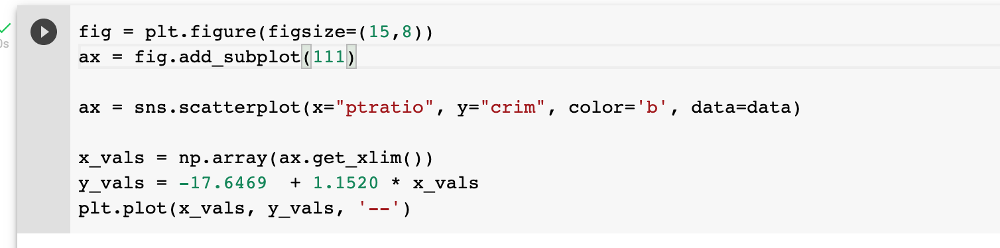 fig = plt.figure(figsize=(15,8))
ax = fig.add_subplot(111)
ax = sns.scatterplot(x="ptratio", y="crim", color='b', data=data)
x_vals = np.array(ax.get_xlim())
y_vals = -17.6469  + 1.1520 * x_vals
plt.plot(x_vals, y_vals, '--')